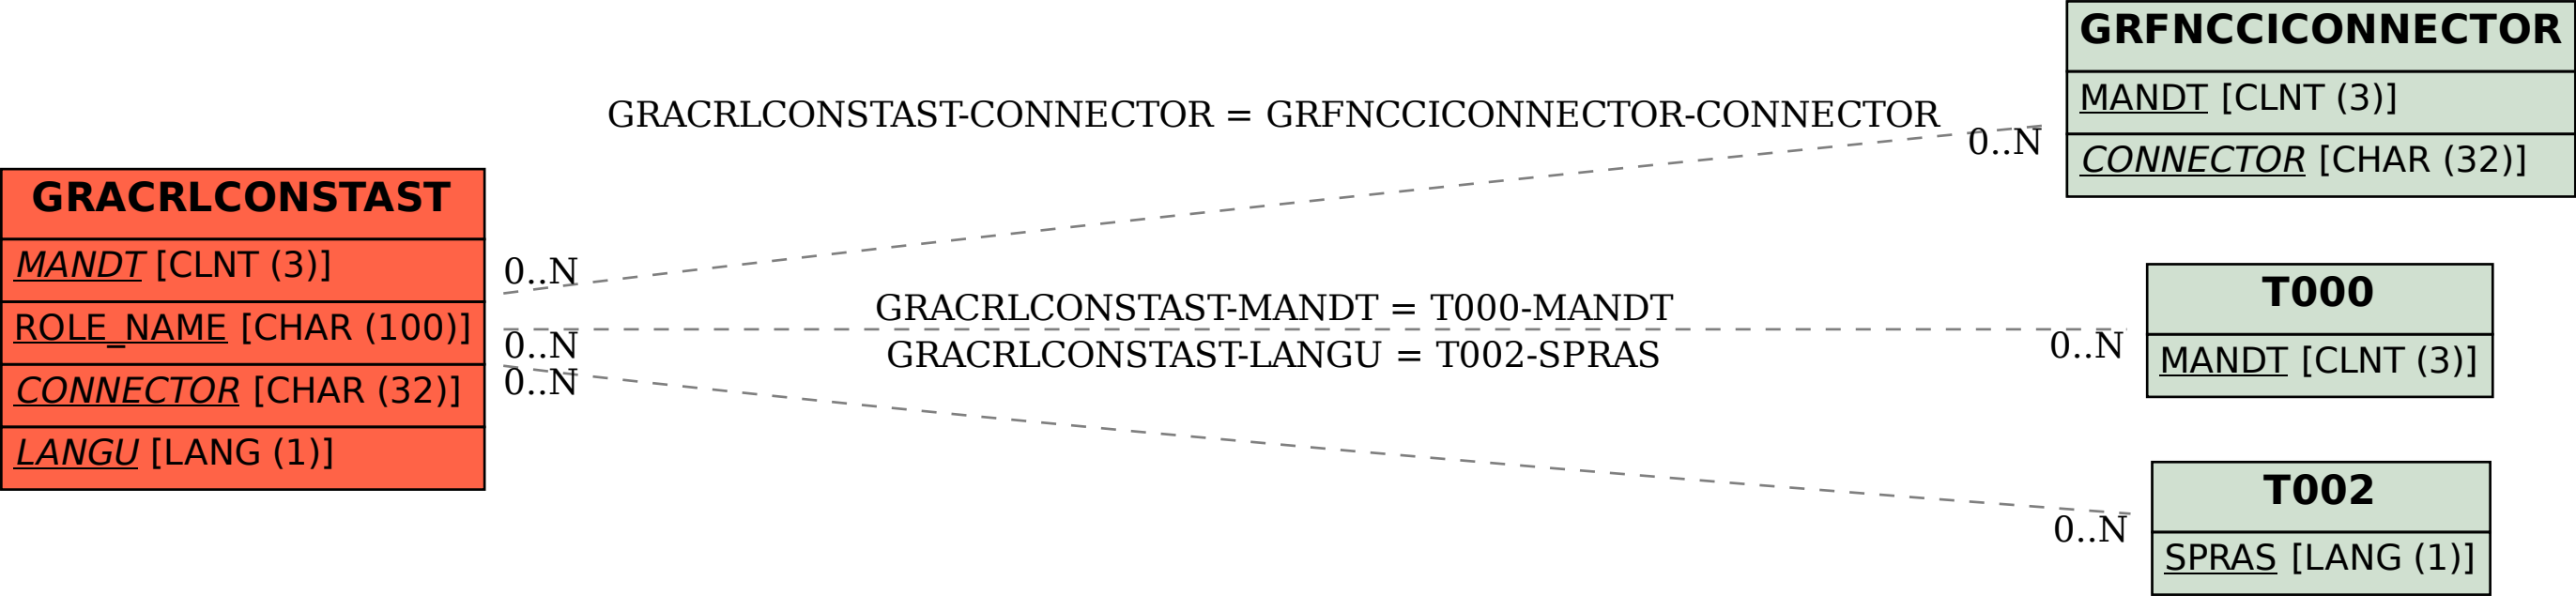 GRACRLCONSTAST
MANDT [CLNT (3)]
ROLE_NAME [CHAR (100)]
CONNECTOR [CHAR (32)]
LANGU [LANG (1)]
GRACRLCONSTAST-CONNECTOR = GRFNCCICONNECTOR-CONNECTOR
0..N
0..N
GRACRLCONSTAST-MANDT = T000-MANDT
0..N
0..N
GRACRLCONSTAST-LANGU = T002-SPRAS
0..N
0..N
GRFNCCICONNECTOR
MANDT [CLNT (3)]
CONNECTOR [CHAR (32)]
T000
MANDT [CLNT (3)]
T002
SPRAS [LANG (1)]